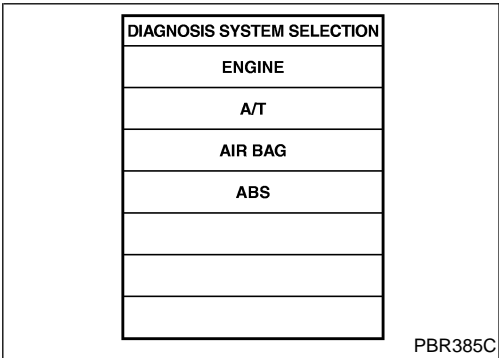 DIAGNOSIS SYSTEM SELECTION
ENGINE
A/T
AIR BAG
ABS
PBR385C